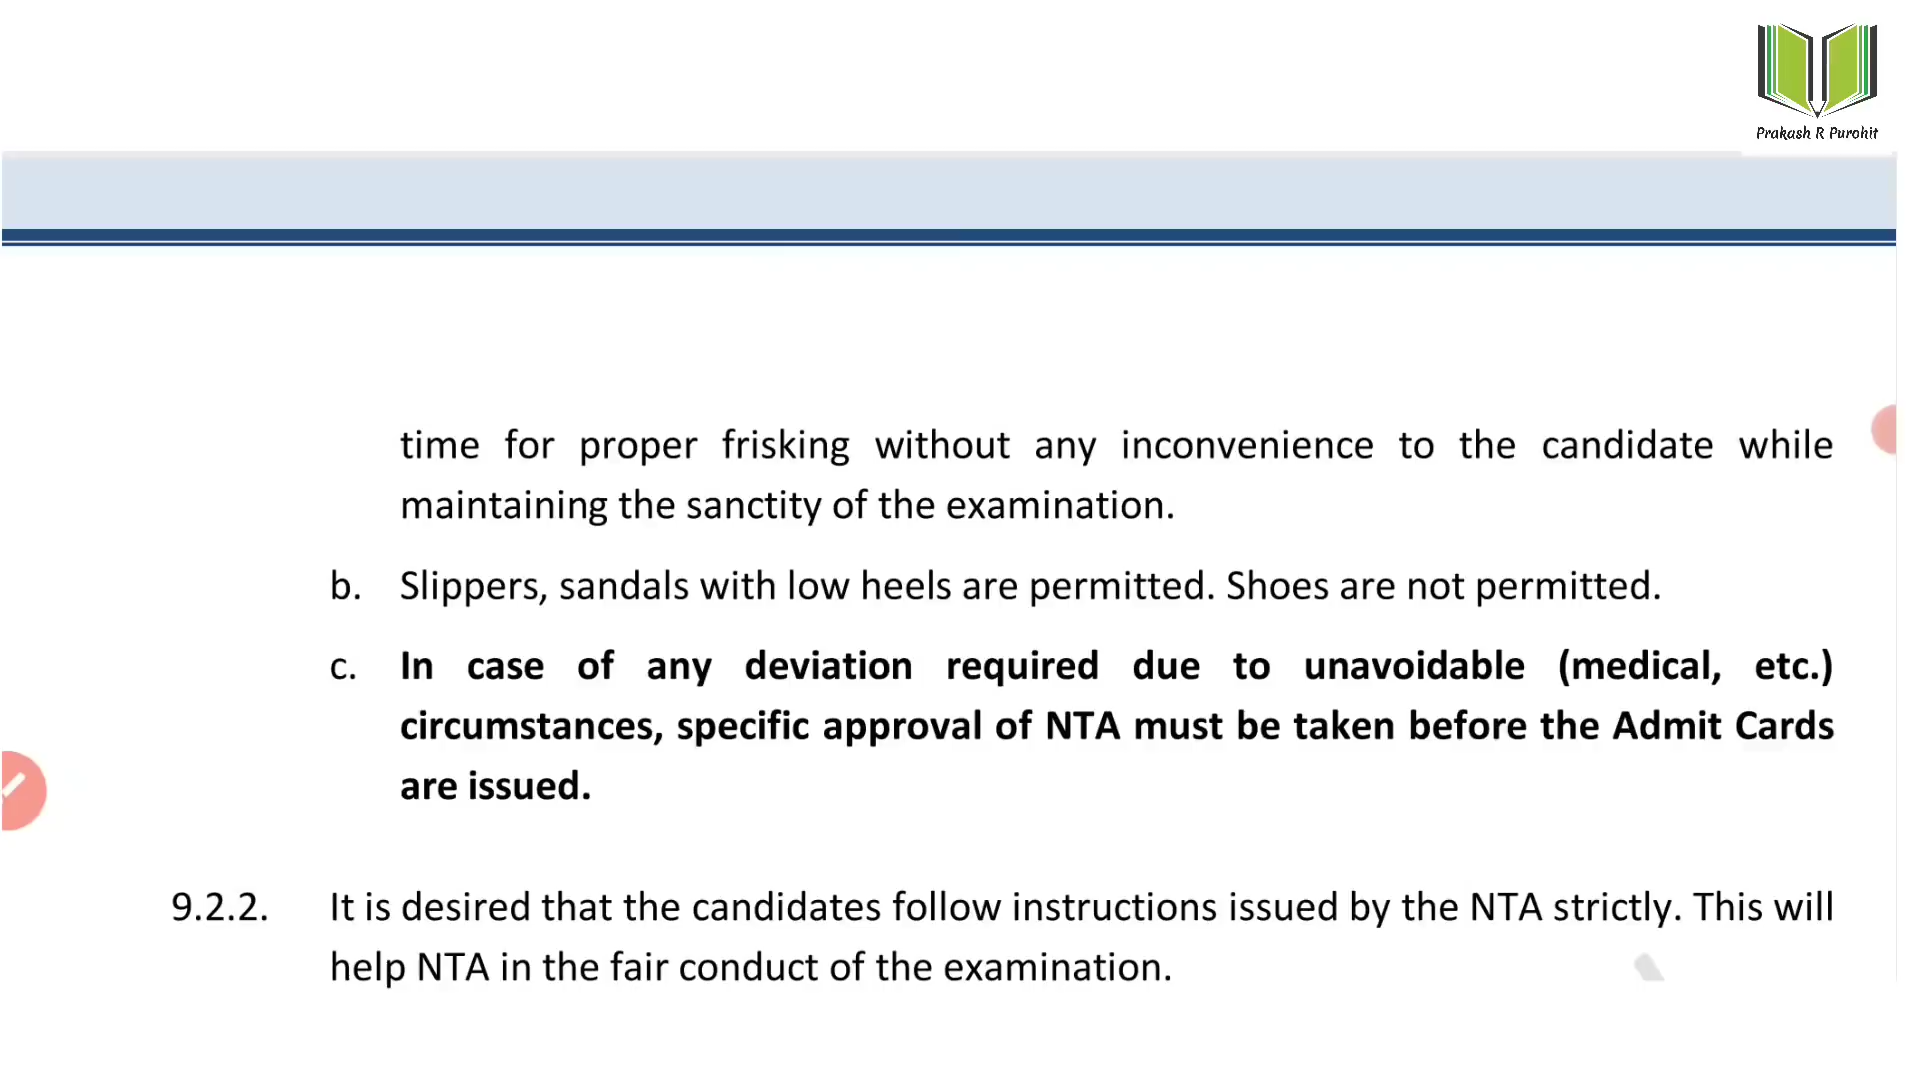 Prakash R Purohit
time for proper frisking without any inconvenience to the candidate while
maintaining the sanctity of the examination.
b. Slippers, sandals with low heels are permitted. Shoes are not permitted.
c. In case of any deviation required due to unavoidable (medical, etc.)
circumstances, specific approval of NTA must be taken before the Admit Cards
are issued.
9.2.2. It is desired that the candidates follow instructions issued by the NTA strictly. This will
help NTA in the fair conduct of the examination.